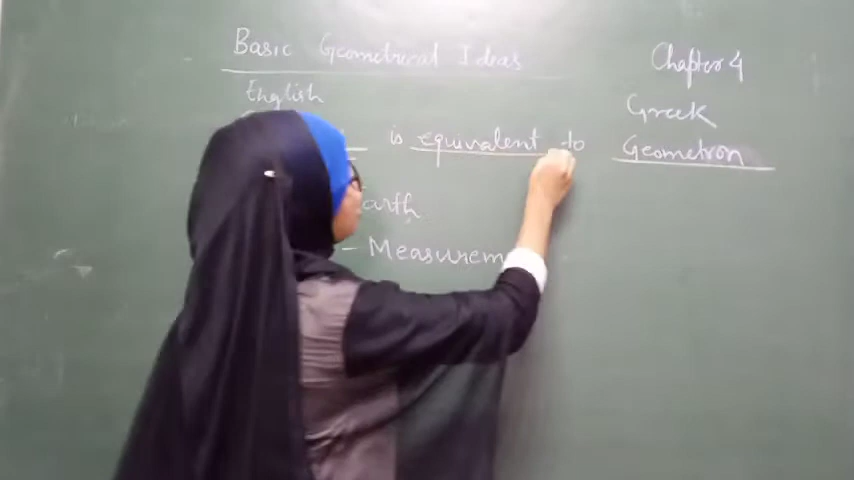 Basic Geometrical Ideas
Chapter 4
English
Greek
is equivalent to
Geometron
arth
- Measurem